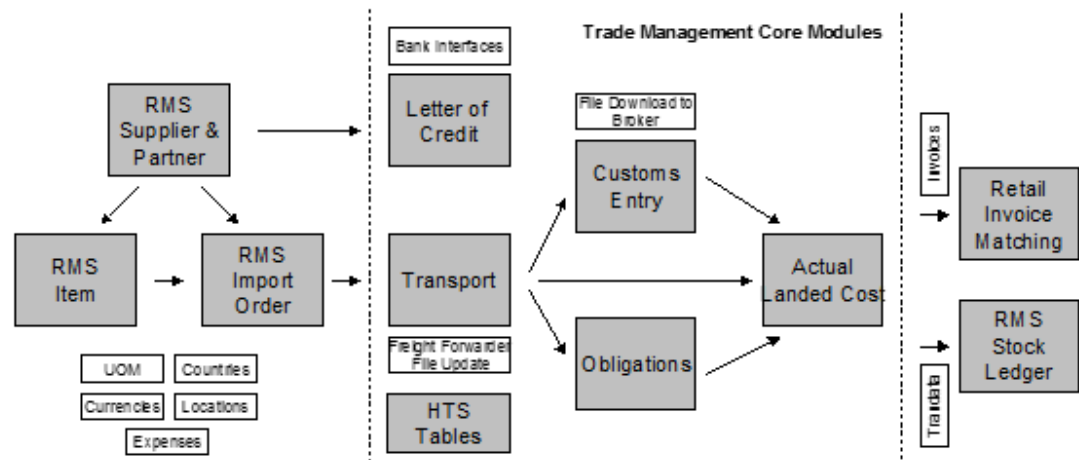 Trade Management Core Modules
RMS
Supplier &
Partner
RMS
Item
RMS
Import
Order
UOM
Countries
Currencies
Locations
Expenses
Bank Interfaces
Letter of
Credit
Transport
Freight Forwarder
File Update
HTS
Tables
File Download to
Broker
Customs
Entry
Obligations
Actual
Landed Cost
Invoices
Retail
Invoice
Matching
RMS
Stock
Ledger
Trandata